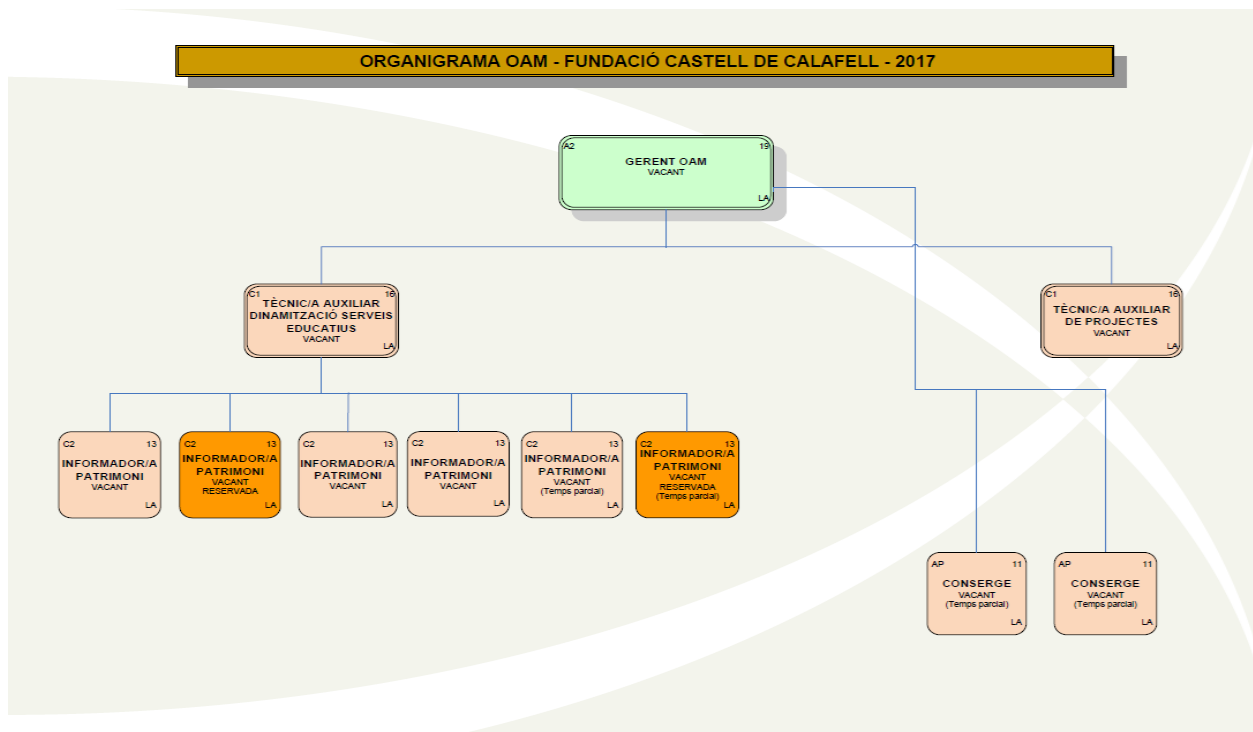 ORGANIGRAMA OAM - FUNDACIÓ CASTELL DE CALAFELL - 2017
A2 19
GERENT OAM
VACANT
LA
C1 16
TÈCNIC/A AUXILIAR
DINAMITZACIÓ SERVEIS
EDUCATIUS
VACANT
LA
C1 16
TÈCNIC/A AUXILIAR
DE PROJECTES
VACANT
LA
C2 13
INFORMADOR/A
PATRIMONI
VACANT
LA
C2 13
INFORMADOR/A
PATRIMONI
VACANT
RESERVADA
LA
C2 13
INFORMADOR/A
PATRIMONI
VACANT
LA
C2 13
INFORMADOR/A
PATRIMONI
VACANT
LA
C2 13
INFORMADOR/A
PATRIMONI
VACANT
(Temps parcial)
LA
C2 13
INFORMADOR/A
PATRIMONI
VACANT
RESERVADA
(Temps parcial)
LA
AP 11
CONSERGE
VACANT
(Temps parcial)
LA
AP 11
CONSERGE
VACANT
(Temps parcial)
LA